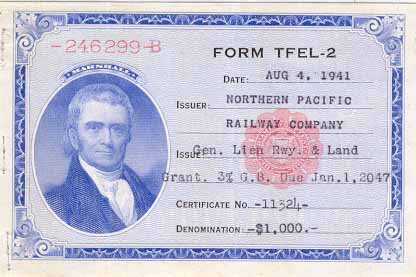 -246299-B
FORM TFEL-2
MARSHALL
DATE: AUG 4, 1941
ISSUER: NORTHERN PACIFIC
RAILWAY COMPANY
ISSUE Gen. Lien Rwy. & Land
Grant. 3% G.B. Due Jan.1,2047
CERTIFICATE NO. -11324-
DENOMINATION: -$1,000.-